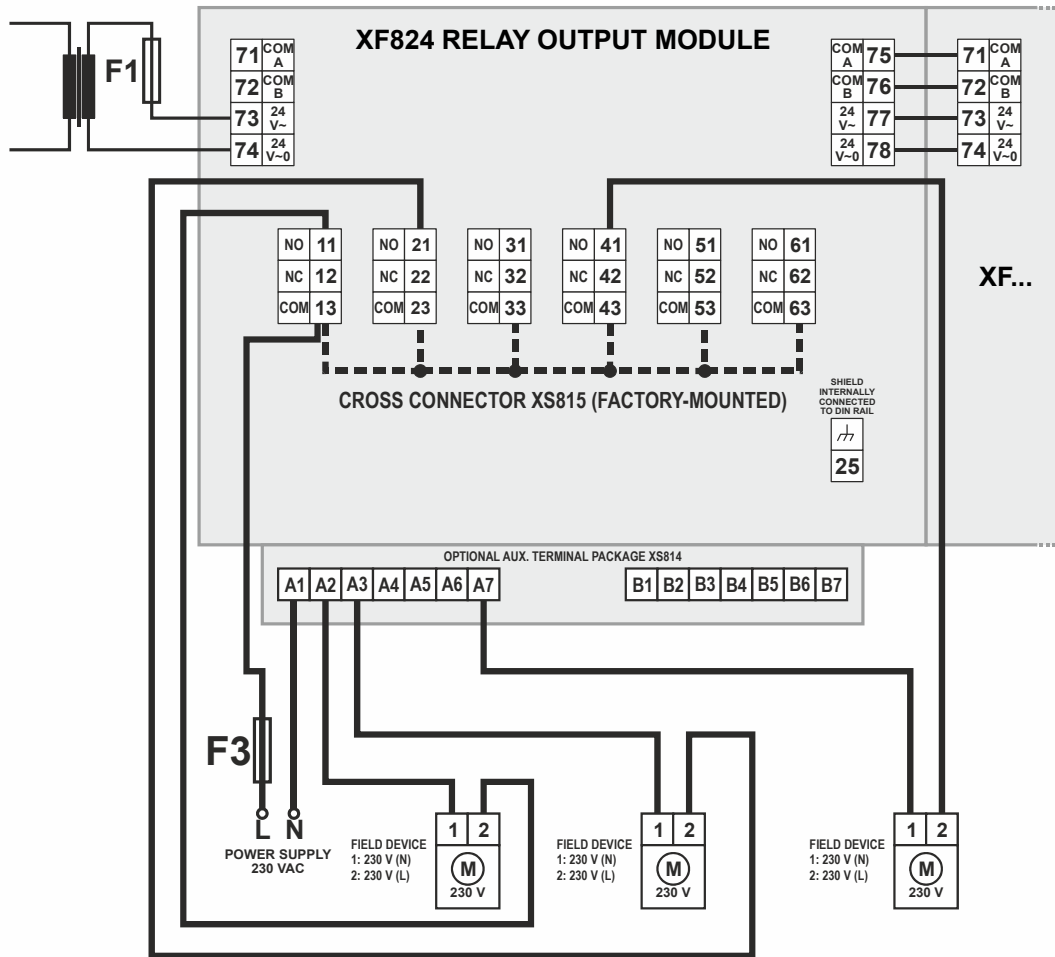 XF824 RELAY OUTPUT MODULE
F1
71 COM A
72 COM B
73 24 V~
74 24 V~0
COM A 75
COM B 76
24 V~ 77
24 V~0 78
71 COM A
72 COM B
73 24 V~
74 24 V~0
NO 11 NO 21 NO 31 NO 41 NO 51 NO 61
NC 12 NC 22 NC 32 NC 42 NC 52 NC 62
COM 13 COM 23 COM 33 COM 43 COM 53 COM 63
XF...
CROSS CONNECTOR XS815 (FACTORY-MOUNTED)
SHIELD
INTERNALLY
CONNECTED
TO DIN RAIL
25
OPTIONAL AUX. TERMINAL PACKAGE XS814
A1 A2 A3 A4 A5 A6 A7 B1 B2 B3 B4 B5 B6 B7
F3
L N
POWER SUPPLY
230 VAC
FIELD DEVICE
1: 230 V (N)
2: 230 V (L)
1 2
M
230 V
FIELD DEVICE
1: 230 V (N)
2: 230 V (L)
1 2
M
230 V
FIELD DEVICE
1: 230 V (N)
2: 230 V (L)
1 2
M
230 V